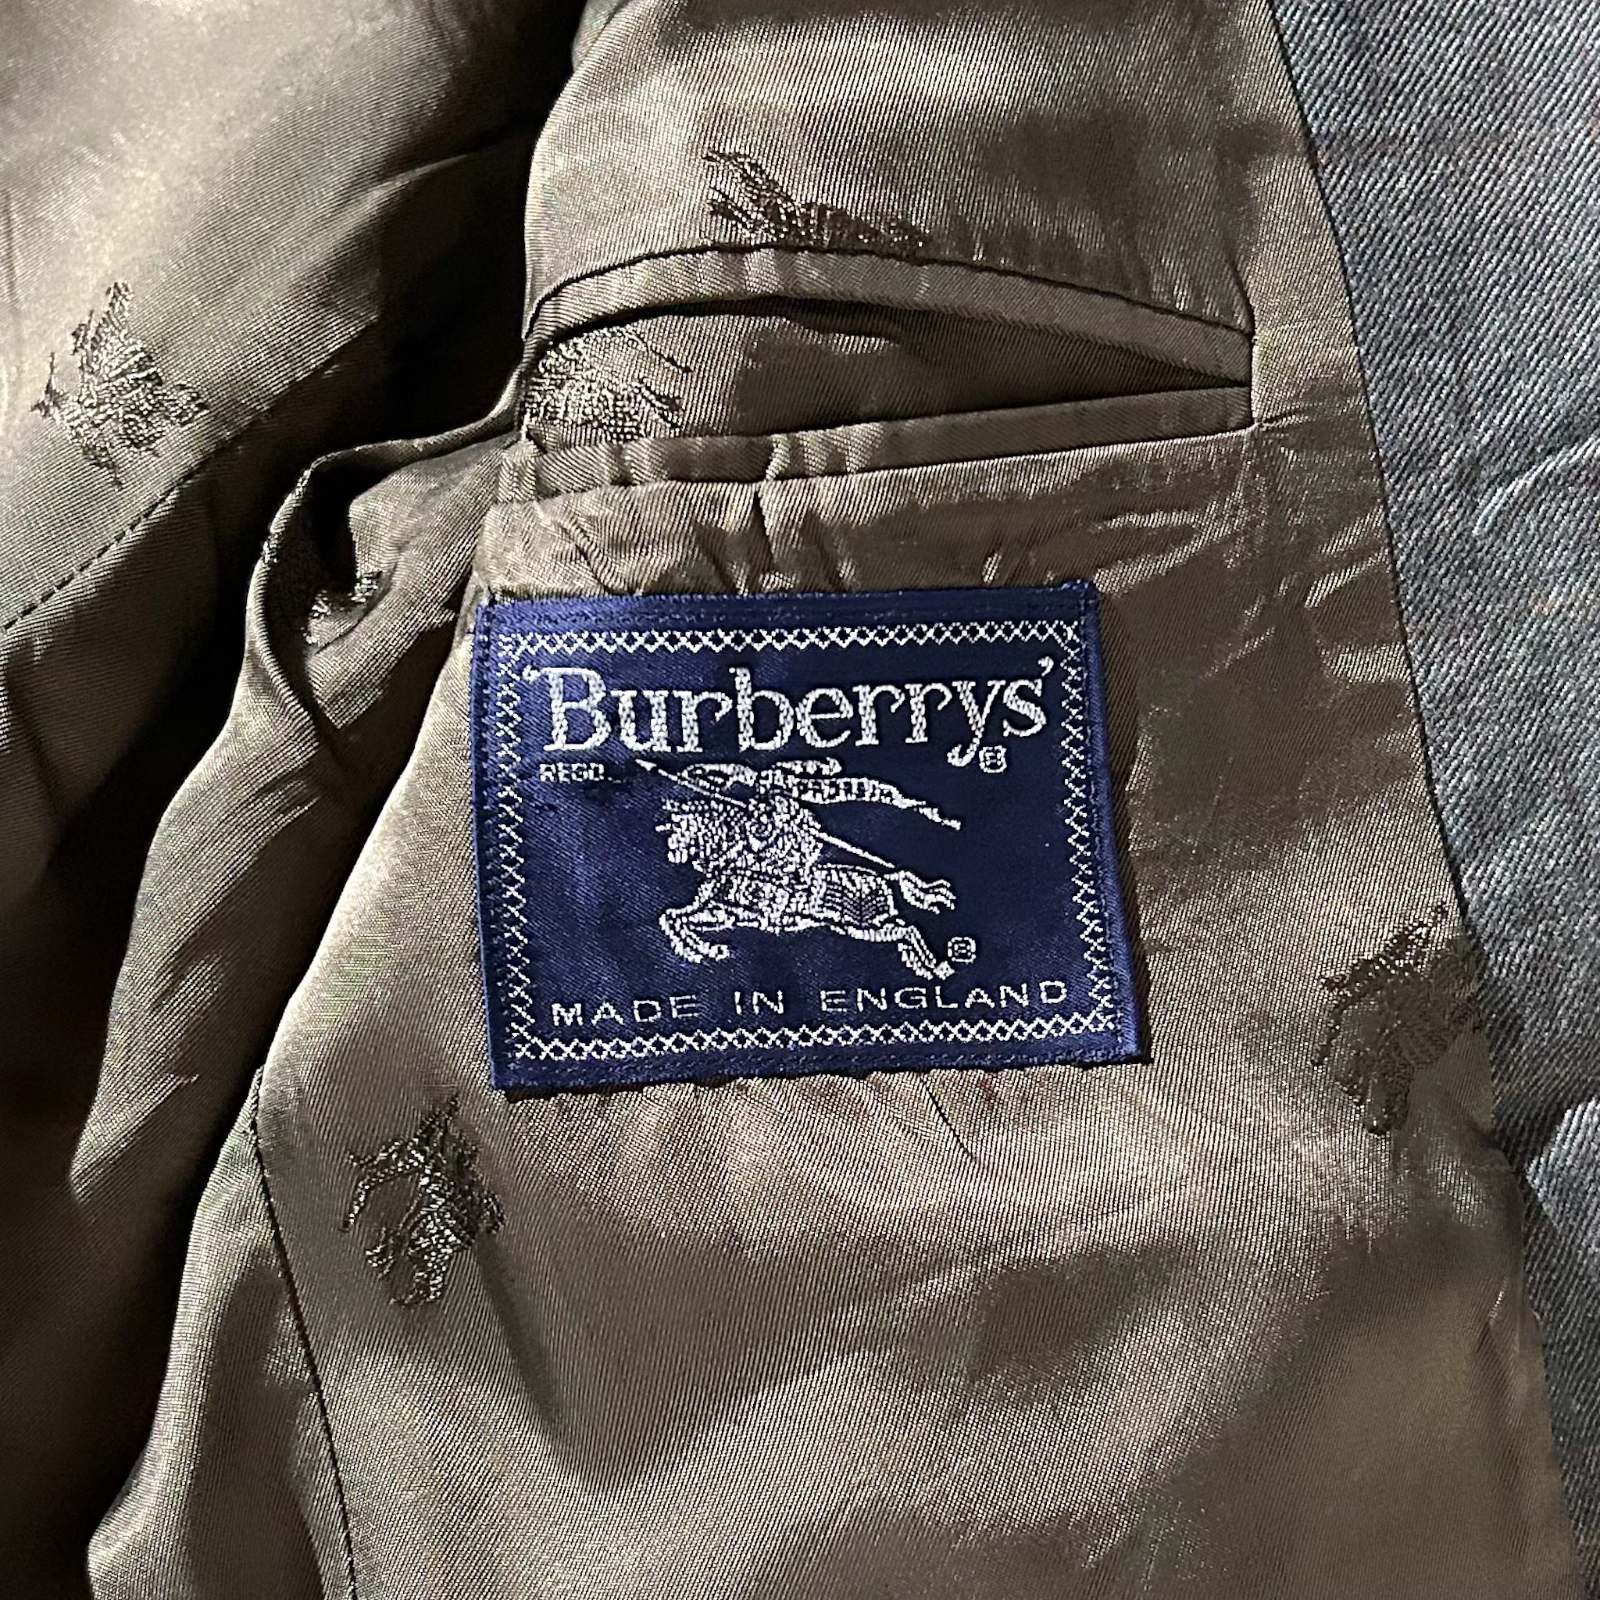 Burberrys'
®
REGD.
®
MADE IN ENGLAND